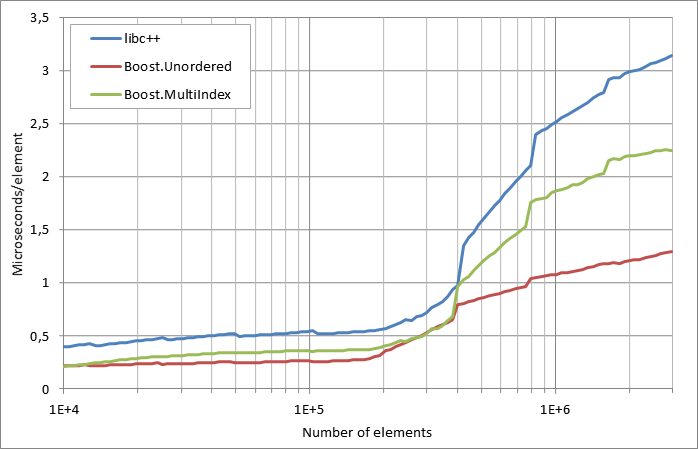 3,5
3
2,5
2
1,5
1
0,5
0
Microseconds/element
libc++
Boost.Unordered
Boost.MultiIndex
1E+4
1E+5
1E+6
Number of elements